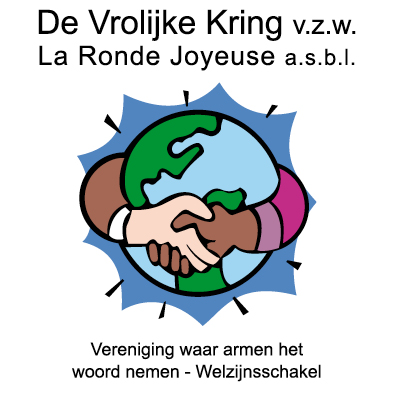 De Vrolijke Kring v.z.w.
La Ronde Joyeuse a.s.b.l.
Vereniging waar armen het
woord nemen - Welzijnsschakel